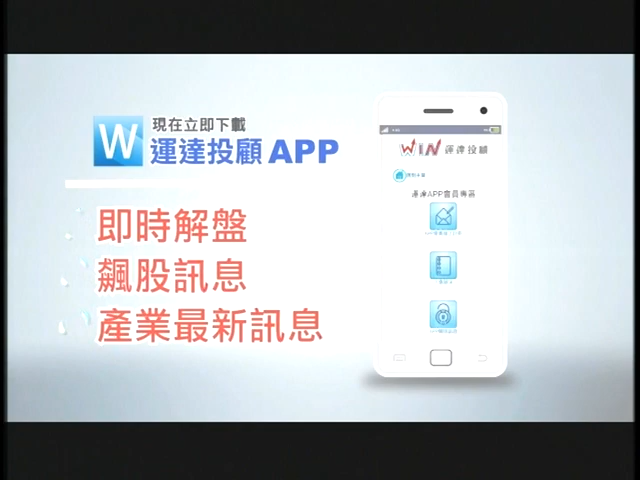 W
現在立即下載
運達投顧 APP
即時解盤
飆股訊息
產業最新訊息
WIN 運達投顧
運達APP會員專區